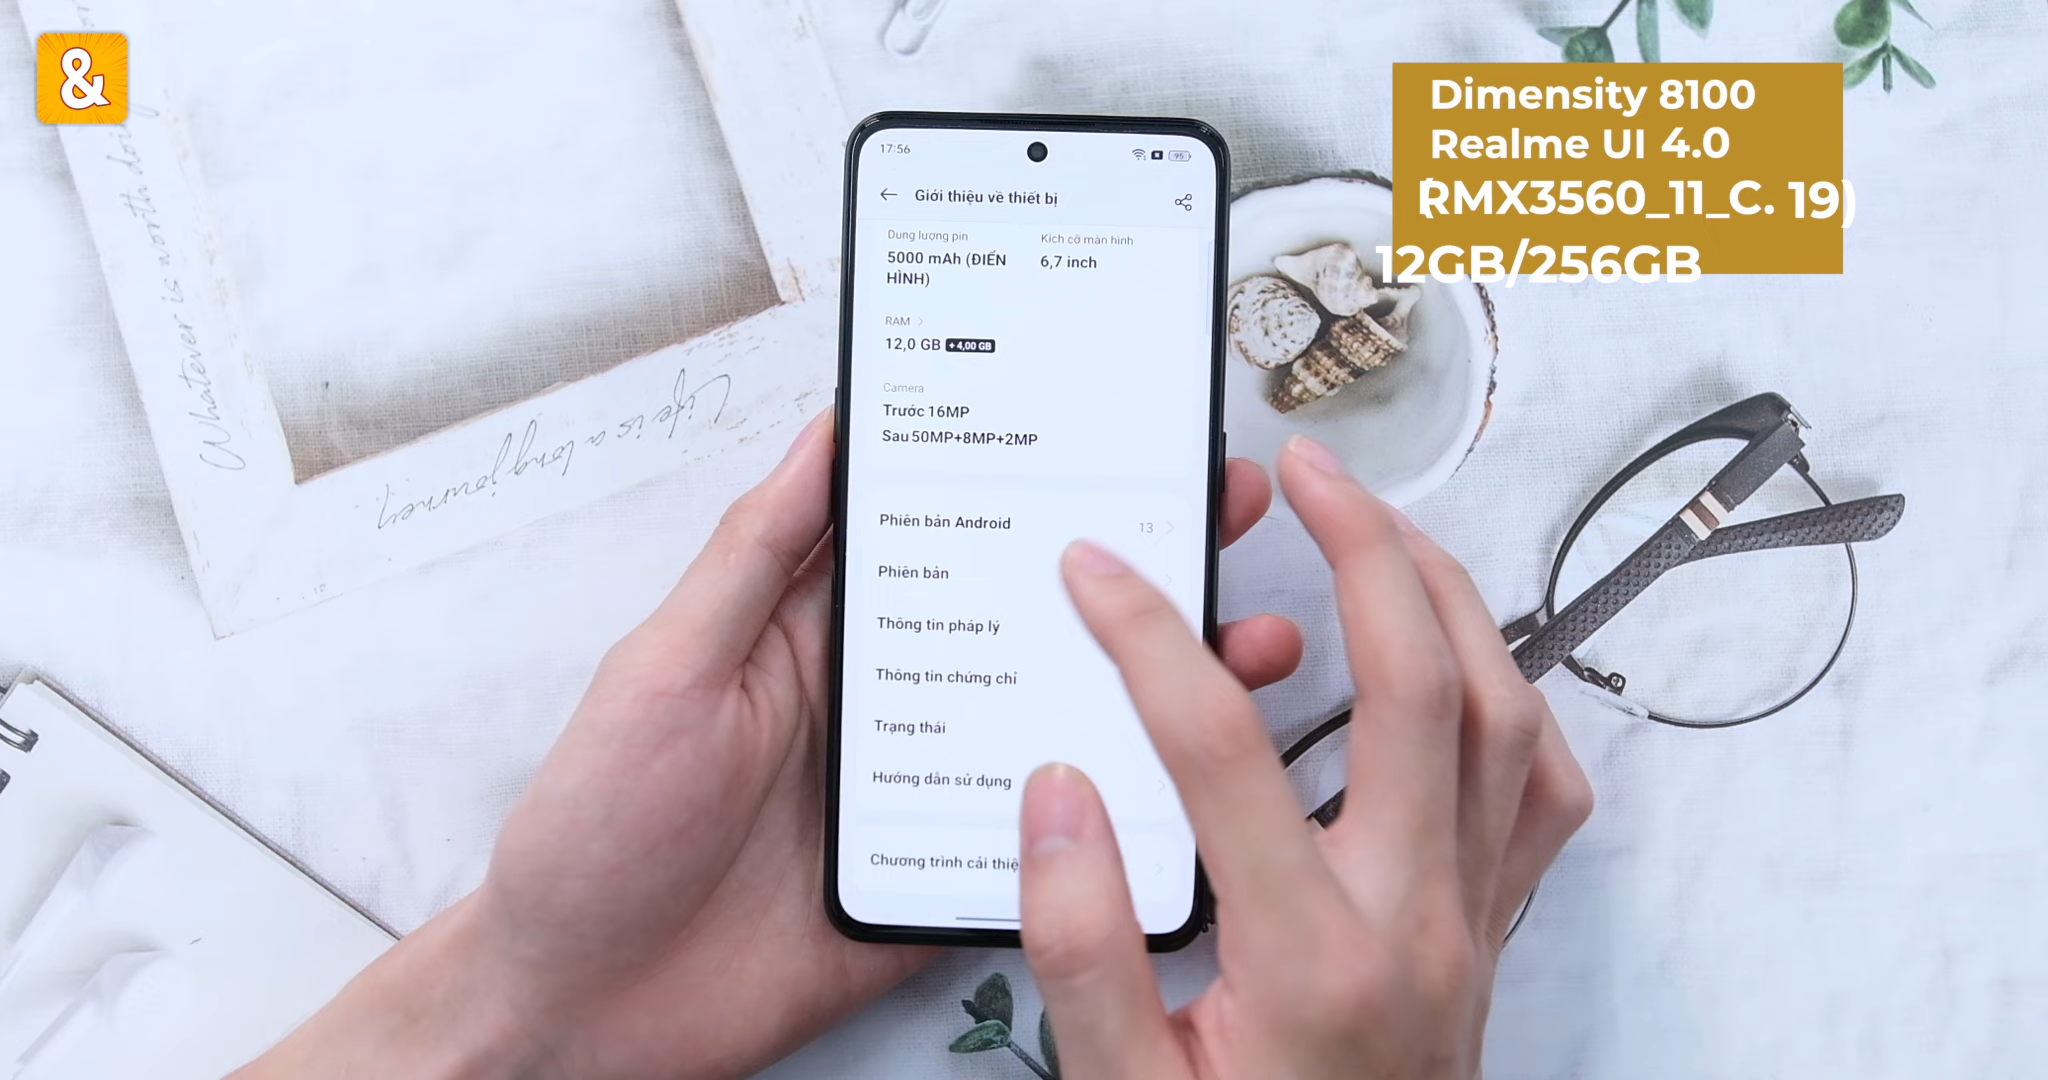 &
Dimensity 8100
Realme UI 4.0
(RMX3560_11_C. 19)
12GB/256GB
17:56
95
Giới thiệu về thiết bị
Dung lượng pin
5000 mAh (ĐIỂN
HÌNH)
Kích cỡ màn hình
6,7 inch
RAM
12,0 GB +4,00 GB
Camera
Trước 16MP
Sau 50MP+8MP+2MP
Phiên bản Android 13
Phiên bản
Thông tin pháp lý
Thông tin chứng chỉ
Trạng thái
Hướng dẫn sử dụng
Chương trình cải thiệ
Whatever is worth doing
Life is a long journey